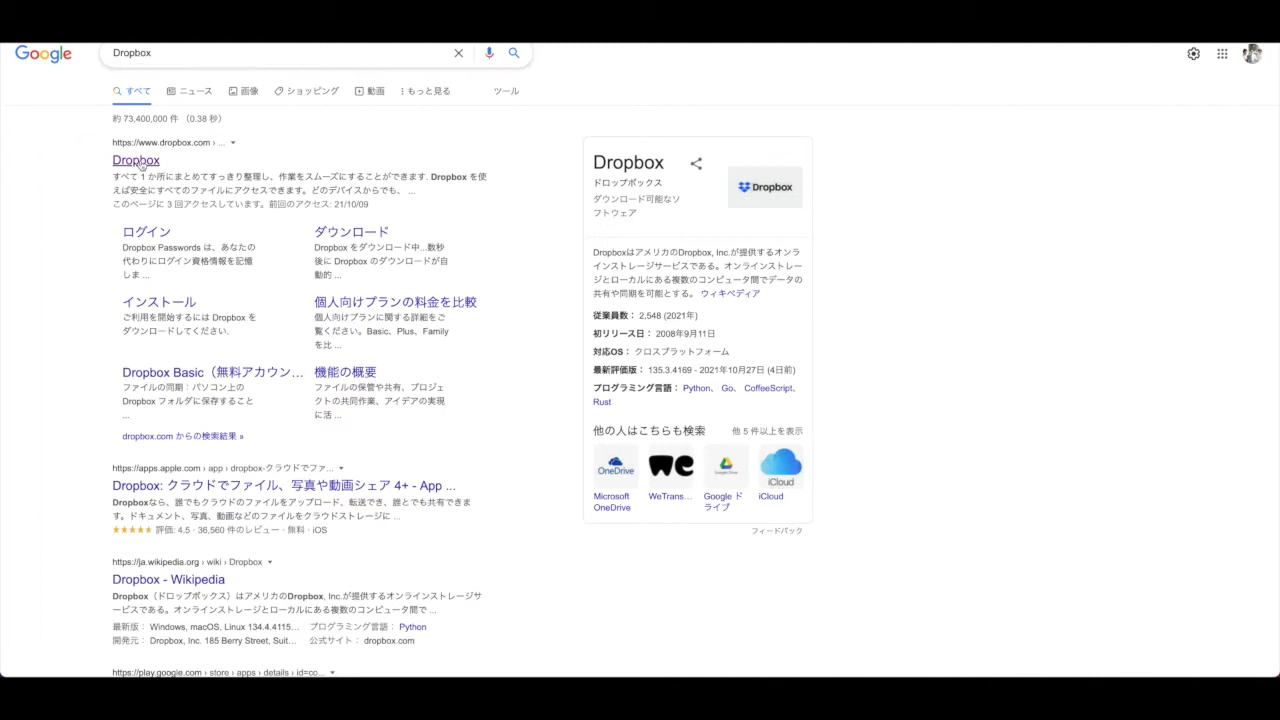 Google
Dropbox
すべて ニュース 画像 ショッピング 動画 もっと見る ツール
約 73,400,000 件 （0.38 秒）
https://www.dropbox.com › ...
Dropbox
すべて 1 か所にまとめてすっきり整理し、作業をスムーズにすることができます. Dropbox を使
えば安全にすべてのファイルにアクセスできます。どのデバイスからでも、 ...
このページに 3 回アクセスしています。前回のアクセス: 21/10/09
ログイン
Dropbox Passwords は、あなたの
代わりにログイン資格情報を記憶
しま ...
ダウンロード
Dropbox をダウンロード中...数秒
後に Dropbox のダウンロードが自
動的 ...
インストール
ご利用を開始するには Dropbox を
ダウンロードしてください.
個人向けプランの料金を比較
個人向けプランに関する詳細をご
覧ください。Basic、Plus、Family
を比 ...
Dropbox Basic（無料アカウン...
ファイルの同期：パソコン上の
Dropbox フォルダに保存すること
...
機能の概要
ファイルの保管や共有、プロジェ
クトの共同作業、アイデアの実現
に活 ...
dropbox.com からの検索結果 »
https://apps.apple.com › app › dropbox-クラウドでファ...
Dropbox: クラウドでファイル、写真や動画シェア 4+ - App ...
Dropboxなら、誰でもクラウドのファイルをアップロード、転送でき、誰とでも共有できま
す。ドキュメント、写真、動画などのファイルをクラウドストレージに ...
★★★★★ 評価: 4.5 · 36,560 件のレビュー · 無料 · iOS
https://ja.wikipedia.org › wiki › Dropbox
Dropbox - Wikipedia
Dropbox（ドロップボックス）はアメリカのDropbox, Inc.が提供するオンラインストレージサ
ービスである。オンラインストレージとローカルにある複数のコンピュータ間で ...
最新版： Windows, macOS, Linux 134.4.4115... プログラミング言語： Python
開発元： Dropbox, Inc. 185 Berry Street, Suit... 公式サイト： dropbox.com
https://play.google.com › store › apps › details › id=co...
Dropbox
ドロップボックス
ダウンロード可能なソ
フトウェア
Dropbox
Dropboxはアメリカのdropbox, Inc.が提供するオンラ
インストレージサービスである。オンラインストレー
ジとローカルにある複数のコンピュータ間でデータの
共有や同期を可能とする。 ウィキペディア
従業員数： 2,548 (2021年)
初リリース日： 2008年9月11日
対応OS： クロスプラットフォーム
最新評価版： 135.3.4169 - 2021年10月27日 (4日前)
プログラミング言語： Python、 Go、 CoffeeScript、
Rust
他の人はこちらも検索 他 5 件以上を表示
OneDrive
we
Google Drive
iCloud
Microsoft
OneDrive
WeTrans...
Google ド
ライブ
iCloud
フィードバック